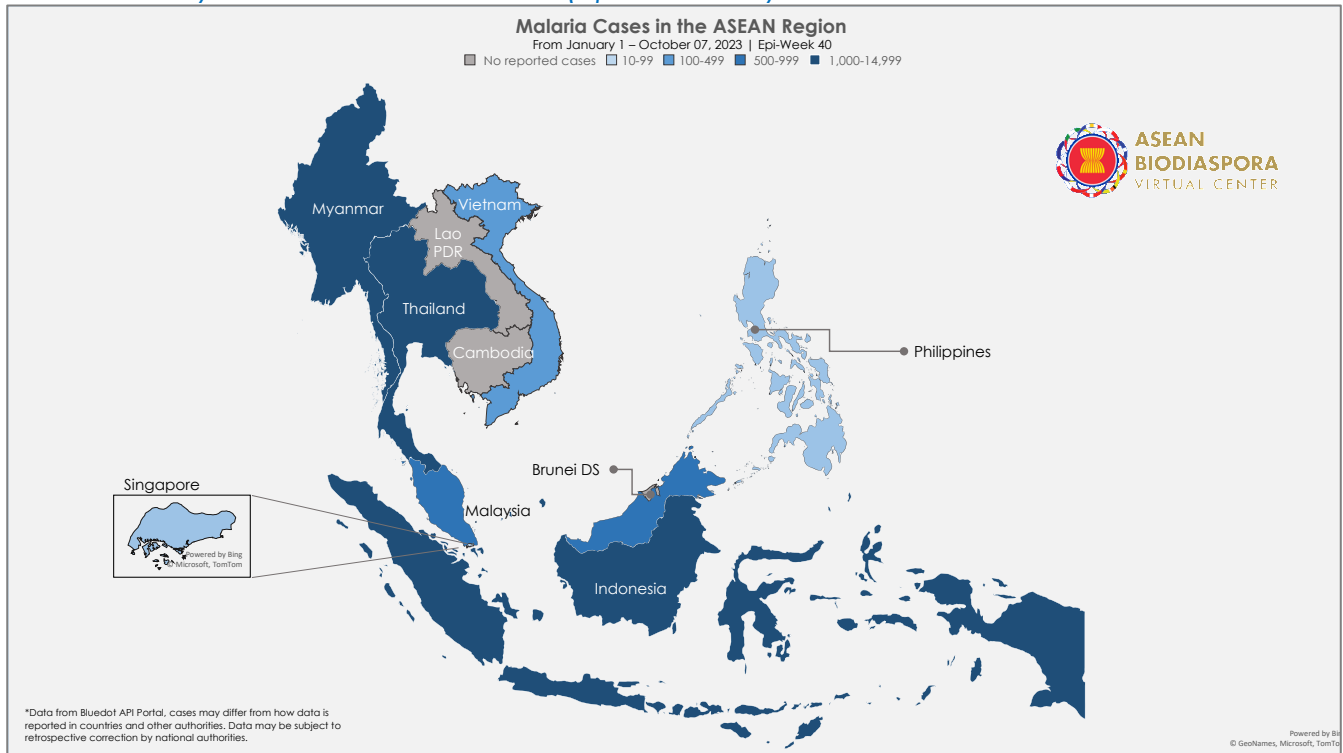 Malaria Cases in the ASEAN Region
From January 1 – October 07, 2023 | Epi-Week 40
No reported cases 10-99 100-499 500-999 1,000-14,999
ASEAN
BIODIASPORA
VIRTUAL CENTER
Myanmar
Vietnam
Lao
PDR
Thailand
Cambodia
Philippines
Brunei DS
Singapore
Malaysia
Powered by Bing
© Microsoft, TomTom
Indonesia
*Data from Bluedot API Portal, cases may differ from how data is
reported in countries and other authorities. Data may be subject to
retrospective correction by national authorities.
Powered by Bi
© GeoNames, Microsoft, TomTo